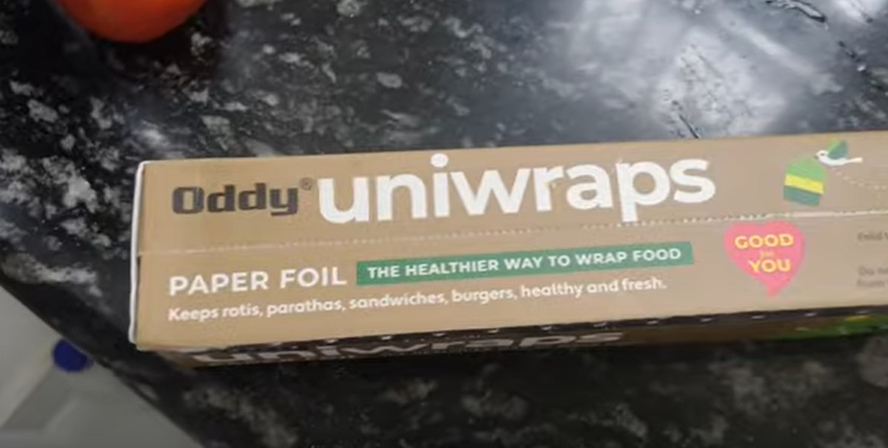 Oddy® uniwraps
PAPER FOIL THE HEALTHIER WAY TO WRAP FOOD
Keeps rotis, parathas, sandwiches, burgers, healthy and fresh.
GOOD
for
YOU
uniwraps